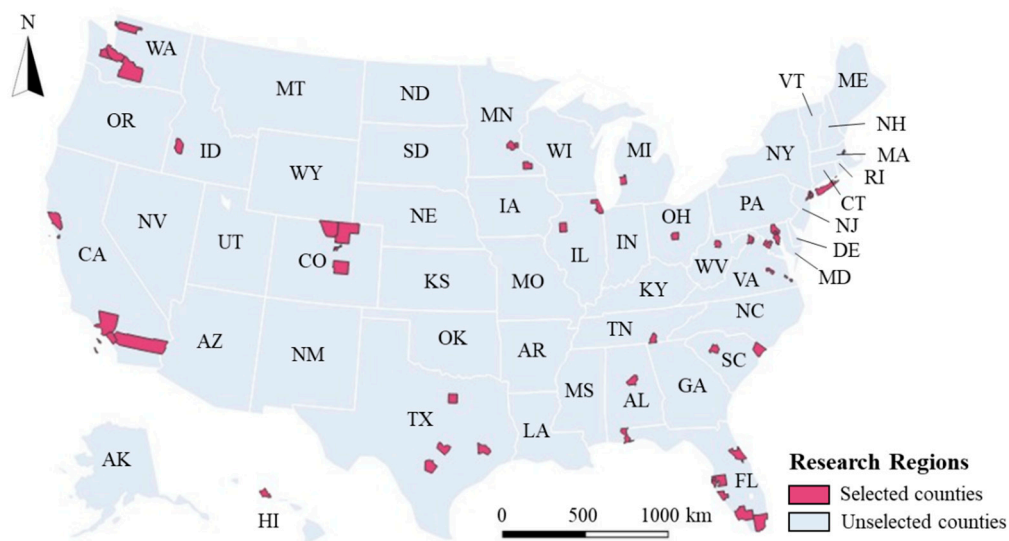 N
WA
MT
ND
MN
VT
ME
OR
ID
SD
WI
MI
NY
NH
MA
RI
WY
CT
NV
NE
IA
OH
PA
NJ
CA
UT
CO
IL
IN
WV
VA
DE
MD
KS
MO
KY
NC
AZ
NM
OK
AR
TN
SC
MS
AL
GA
TX
LA
AK
HI
FL
Research Regions
Selected counties
Unselected counties
0 500 1000 km